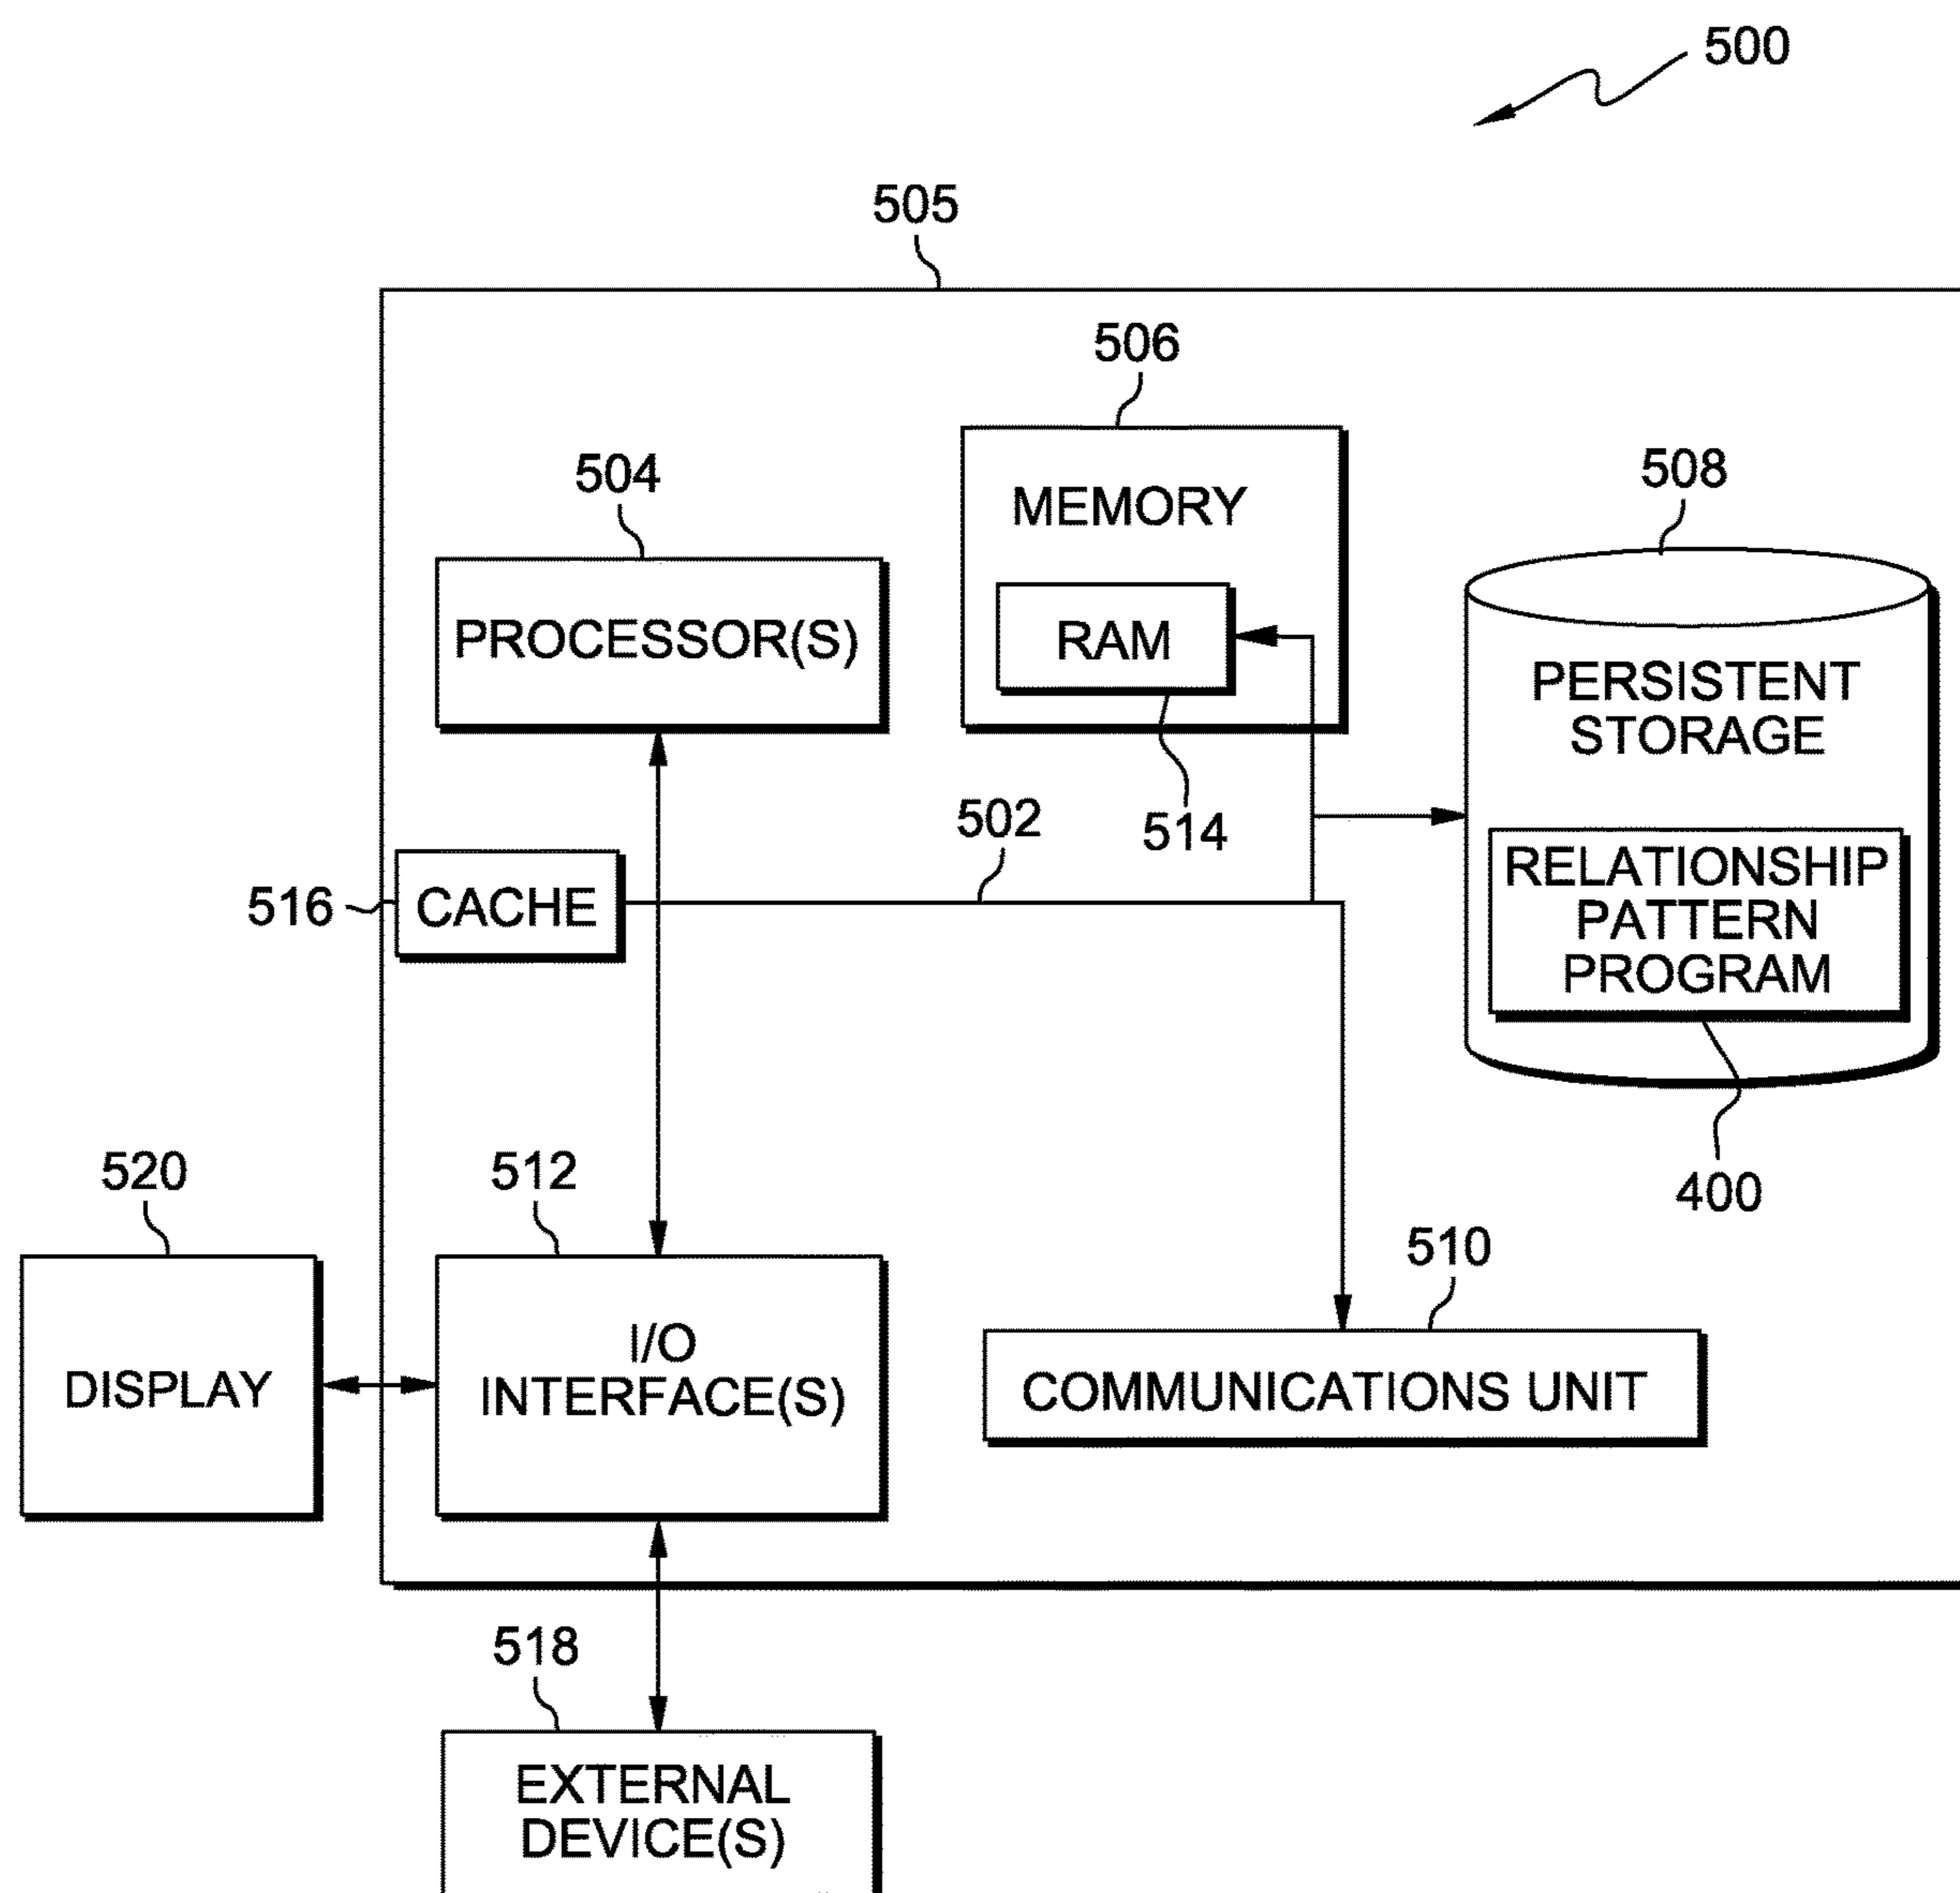 500
505
506
504
508
MEMORY
PROCESSOR(S)
RAM
PERSISTENT
STORAGE
502
514
516
CACHE
RELATIONSHIP
PATTERN
PROGRAM
520
512
400
510
I/O
INTERFACE(S)
DISPLAY
COMMUNICATIONS UNIT
518
EXTERNAL
DEVICE(S)